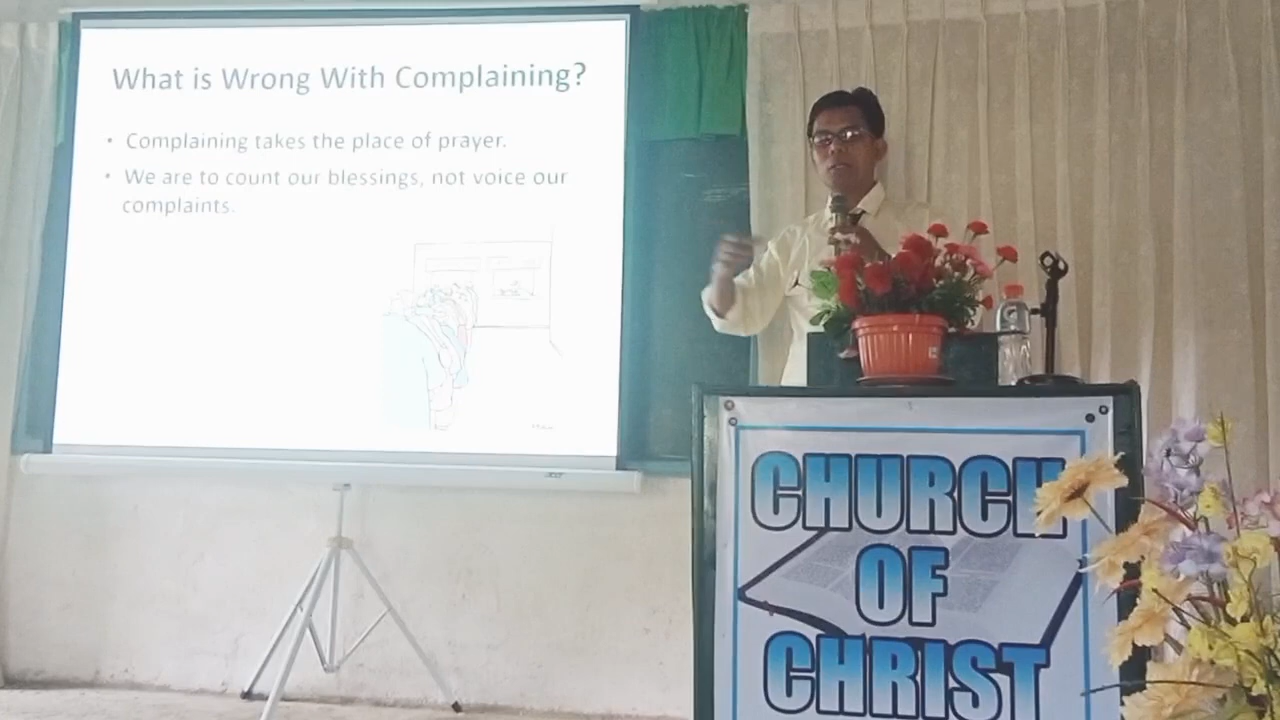 What is Wrong With Complaining?
• Complaining takes the place of prayer.
• We are to count our blessings, not voice our
complaints.
CHURCH
OF
CHRIST